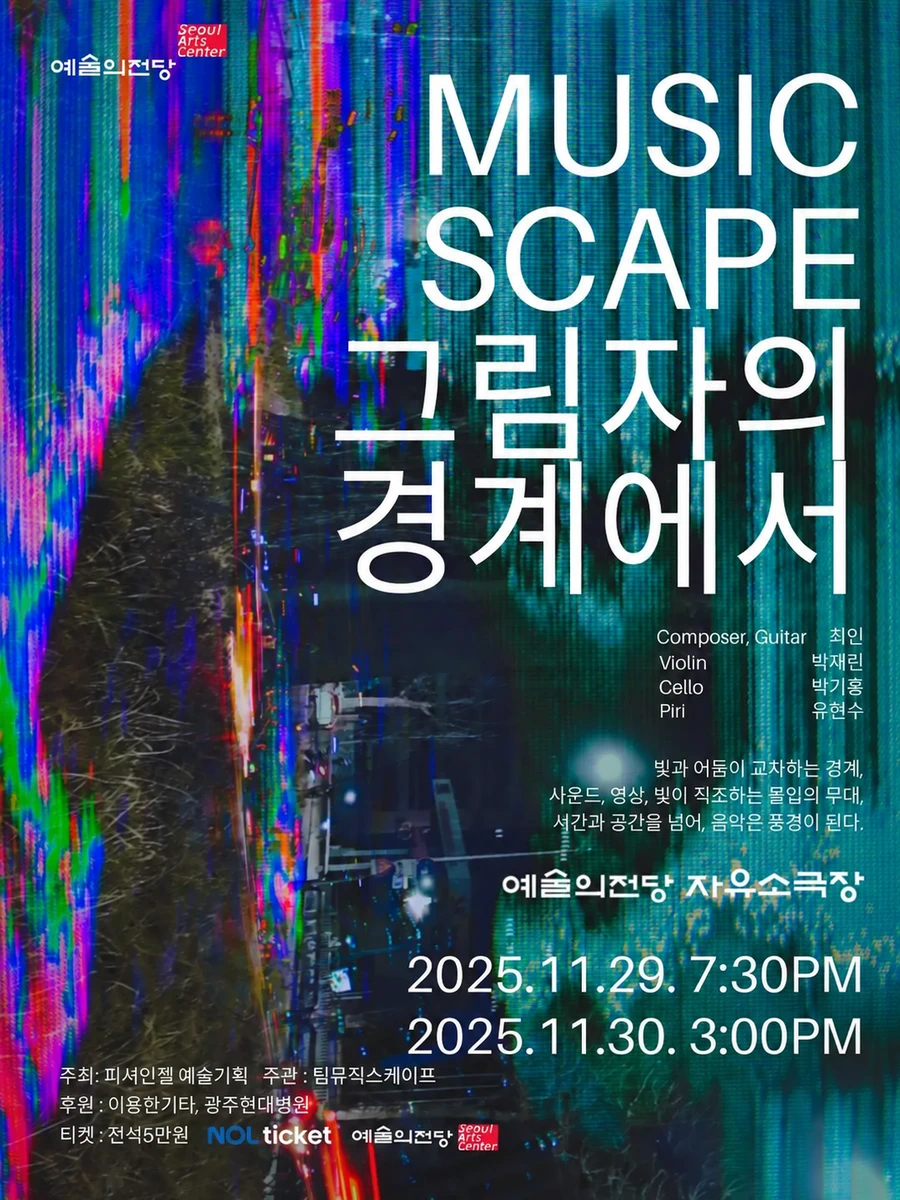 예술의전당
Seoul
Arts
Center
MUSIC
SCAPE
그림자의
경계에서
Composer, Guitar 최인
Violin 박재린
Cello 박기홍
Piri 유현수
빛과 어둠이 교차하는 경계,
사운드, 영상, 빛이 직조하는 몰입의 무대,
서간과 공간을 넘어, 음악은 풍경이 된다.
예술의전당 자유소극장
2025.11.29. 7:30PM
2025.11.30. 3:00PM
주최: 피셔인젤 예술기획 주관 : 팀뮤직스케이프
후원 : 이용한기타, 광주현대병원
티켓 : 전석5만원 NOL ticket 예술의전당 Seoul Arts Center